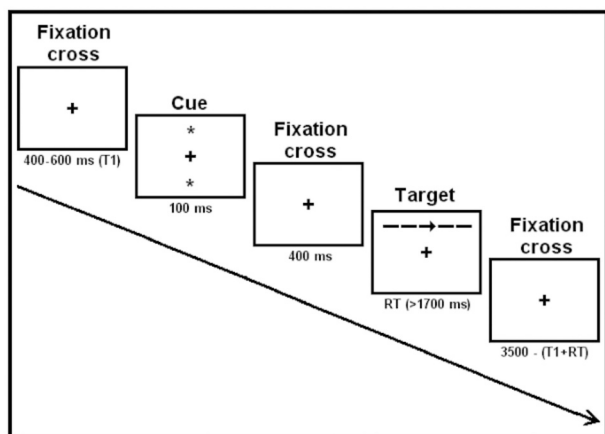 Fixation
cross
+
400-600 ms (T1)
Cue
*
+
*
100 ms
Fixation
cross
+
400 ms
Target
+
RT (>1700 ms)
Fixation
cross
+
3500 - (T1+RT)